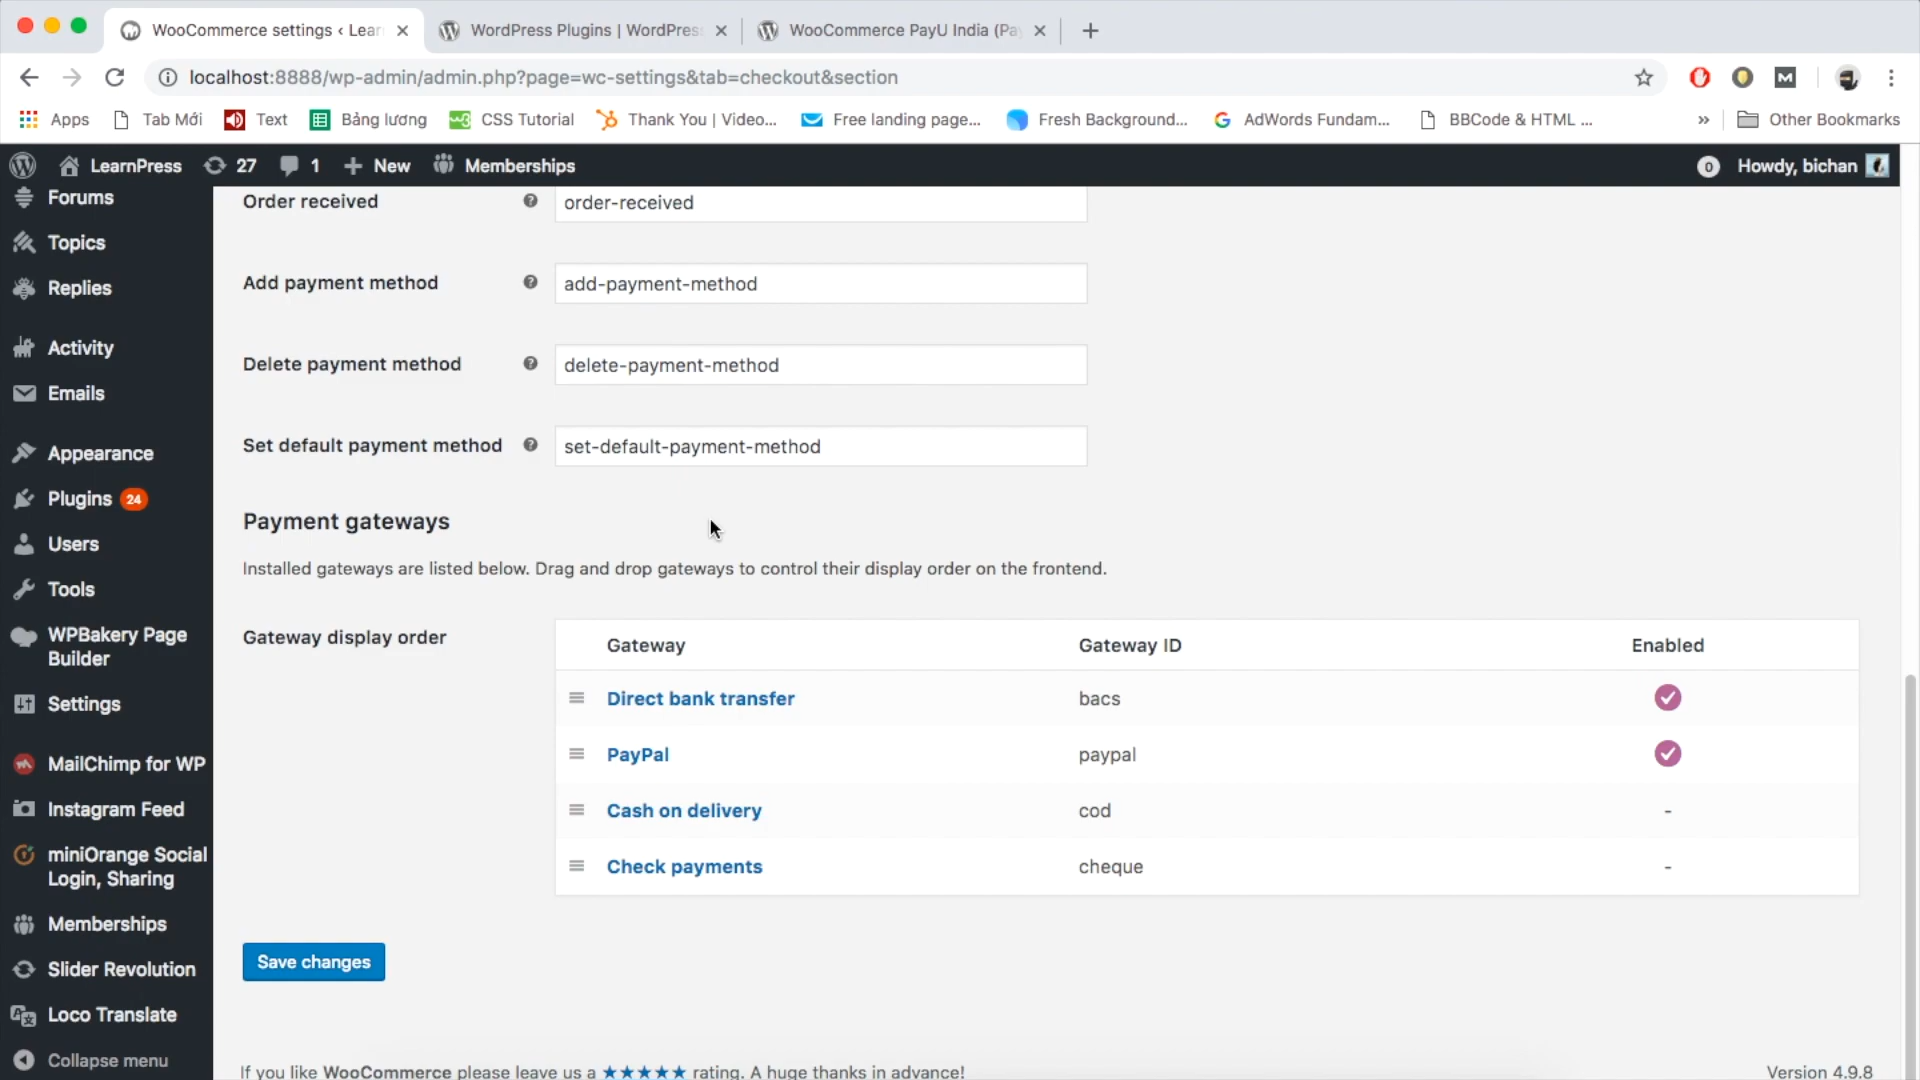 WooCommerce settings ‹ Lear
WordPress Plugins | WordPres
WooCommerce PayU India (Pay
localhost:8888/wp-admin/admin.php?page=wc-settings&tab=checkout&section
Apps
Tab Mới
Text
Bảng lương
CSS Tutorial
Thank You | Video...
Free landing page...
Fresh Background...
AdWords Fundam...
BBCode & HTML ...
»
Other Bookmarks
LearnPress
27
1
New
Memberships
0
Howdy, bichan
Forums
Topics
Replies
Activity
Emails
Appearance
Plugins 24
Users
Tools
WPBakery Page
Builder
Settings
MailChimp for WP
Instagram Feed
miniOrange Social
Login, Sharing
Memberships
Slider Revolution
Loco Translate
Collapse menu
Order received
order-received
Add payment method
add-payment-method
Delete payment method
delete-payment-method
Set default payment method
set-default-payment-method
Payment gateways
Installed gateways are listed below. Drag and drop gateways to control their display order on the frontend.
Gateway display order
Gateway Gateway ID Enabled
Direct bank transfer bacs
PayPal paypal
Cash on delivery cod -
Check payments cheque -
Save changes
If you like WooCommerce please leave us a ★★★★★ rating. A huge thanks in advance!
Version 4.9.8